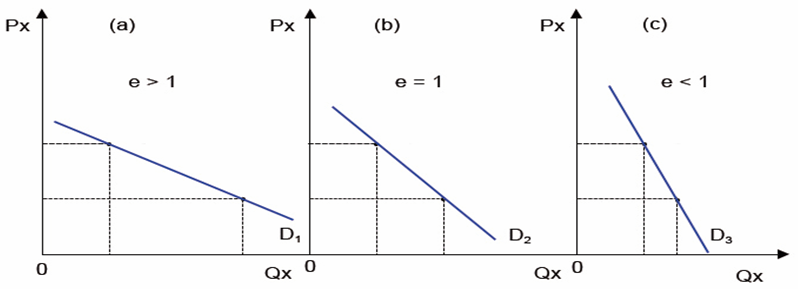 Px (a)
e > 1
D1
0
Qx
Px (b)
e = 1
D2
0
Qx
Px (c)
e < 1
D3
0
Qx